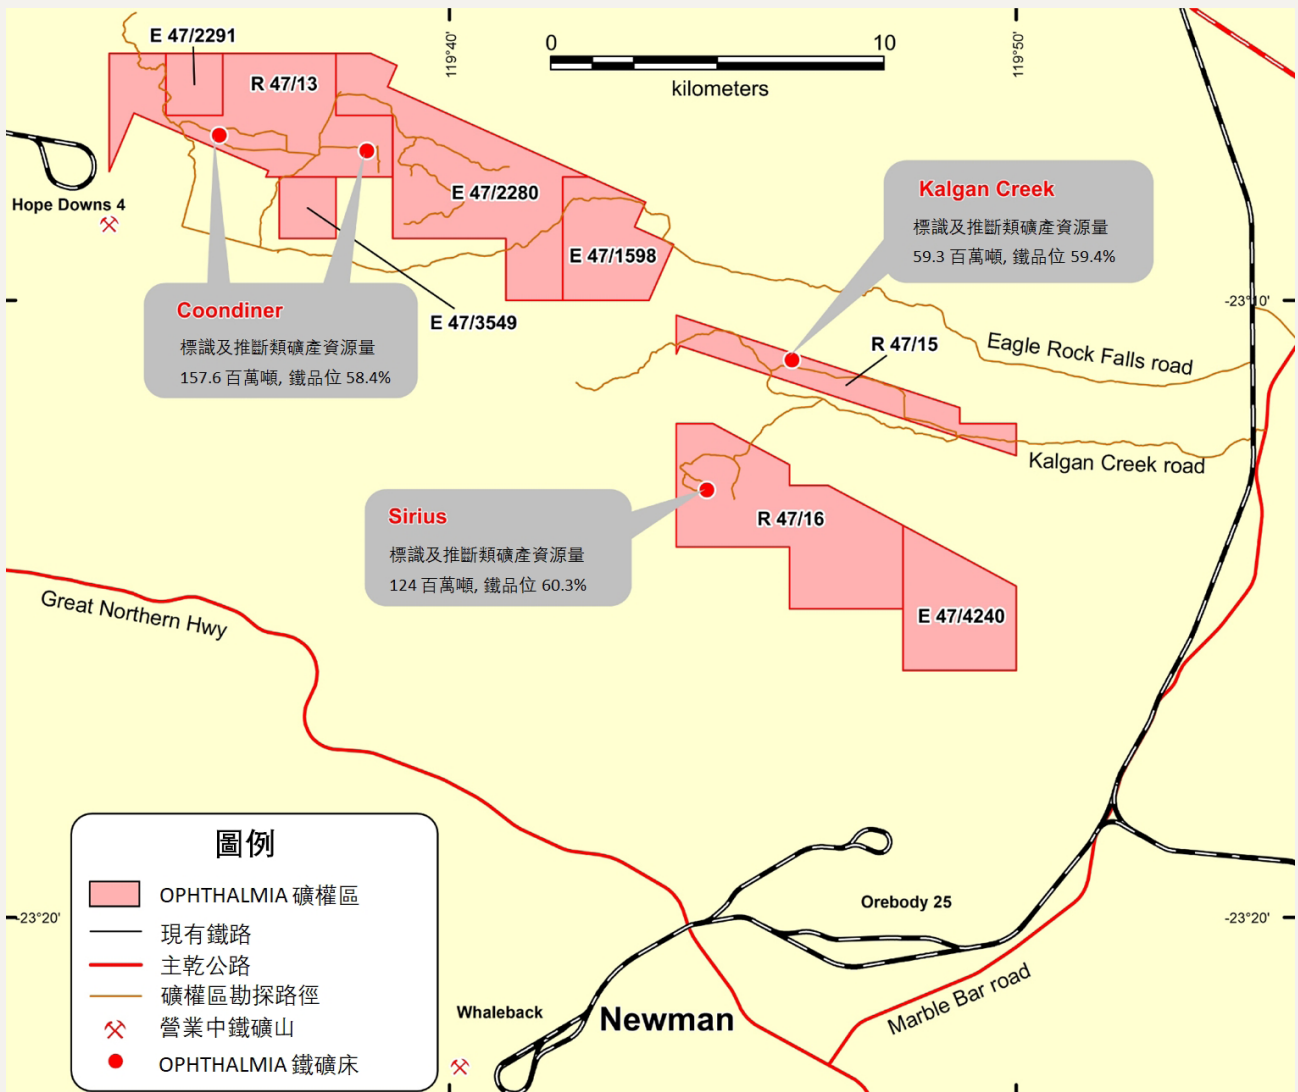 E 47/2291
R 47/13
119°40'
0
10
kilometers
119°50'
Hope Downs 4
E 47/2280
E 47/1598
Kalgan Creek
標識及推斷類礦產資源量
59.3 百萬噸, 鐵品位 59.4%
Coondiner
標識及推斷類礦產資源量
157.6 百萬噸, 鐵品位 58.4%
E 47/3549
-23°10'
R 47/15
Eagle Rock Falls road
Kalgan Creek road
Sirius
標識及推斷類礦產資源量
124 百萬噸, 鐵品位 60.3%
R 47/16
E 47/4240
Great Northern Hwy
圖例
OPHTHALMIA 礦權區
現有鐵路
主乾公路
礦權區勘探路徑
營業中鐵礦山
OPHTHALMIA 鐵礦床
-23°20'
-23°20'
Orebody 25
Whaleback
Newman
Marble Bar road